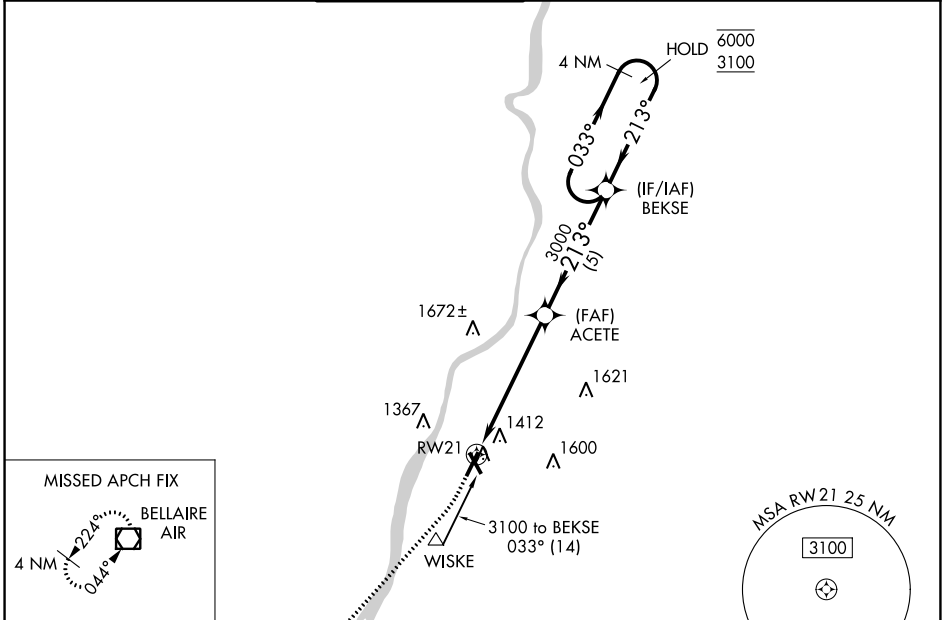 HOLD
6000
3100
4 NM
033°
213°
(IF/IAF)
BEKSE
3000
213°
(5)
(FAF)
ACETE
1672±
1621
1367
1412
RW21
1600
3100 to BEKSE
033° (14)
WISKE
MISSED APCH FIX
BELLAIRE
AIR
224°
4 NM
044°
MSA RW21 25 NM
3100